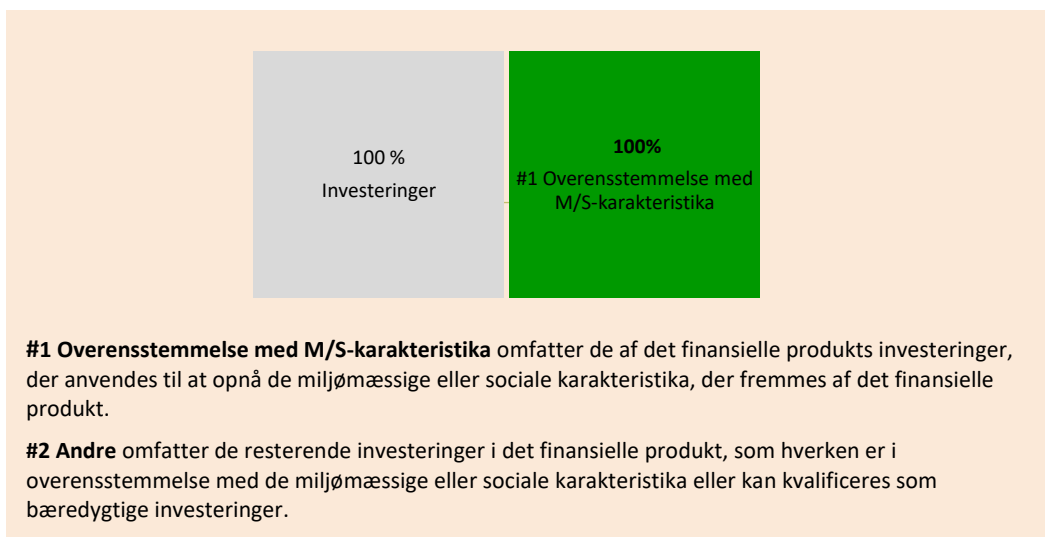 100 %
Investeringer
100%
#1 Overensstemmelse med
M/S-karakteristika
#1 Overensstemmelse med M/S-karakteristika omfatter de af det finansielle produkts investeringer,
der anvendes til at opnå de miljømæssige eller sociale karakteristika, der fremmes af det finansielle
produkt.
#2 Andre omfatter de resterende investeringer i det finansielle produkt, som hverken er i
overensstemmelse med de miljømæssige eller sociale karakteristika eller kan kvalificeres som
bæredygtige investeringer.